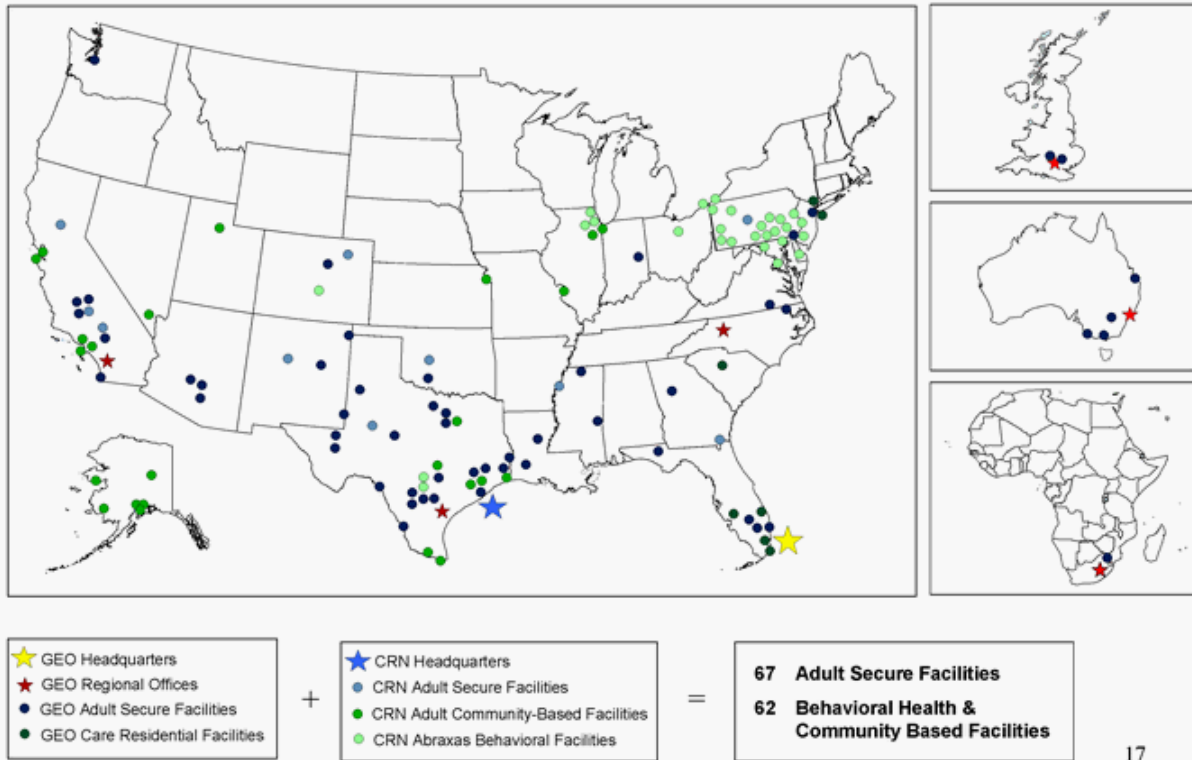 GEO Headquarters
GEO Regional Offices
GEO Adult Secure Facilities
GEO Care Residential Facilities
+
CRN Headquarters
CRN Adult Secure Facilities
CRN Adult Community-Based Facilities
CRN Abraxas Behavioral Facilities
=
67 Adult Secure Facilities
62 Behavioral Health &
Community Based Facilities
17